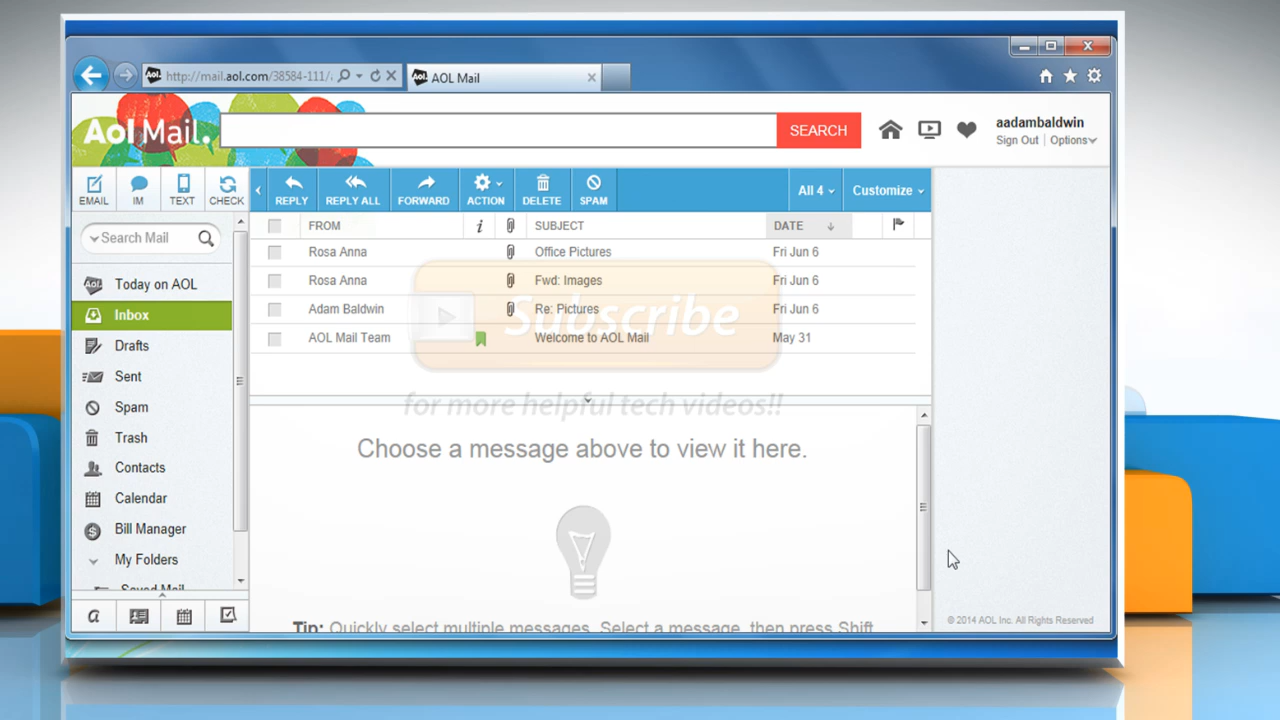 Aol http://mail.aol.com/38584-111/ Aol AOL Mail
Aol Mail. SEARCH aadambaldwin
Sign Out | Options
EMAIL IM TEXT CHECK REPLY REPLY ALL FORWARD ACTION DELETE SPAM All 4 Customize
Search Mail FROM i SUBJECT DATE
Rosa Anna Office Pictures Fri Jun 6
Today on AOL Rosa Anna Fwd: Images Fri Jun 6
Inbox Adam Baldwin Re: Pictures Fri Jun 6
Subscribe
Drafts AOL Mail Team Welcome to AOL Mail May 31
Sent
Spam for more helpful tech videos!!
Trash Choose a message above to view it here.
Contacts
Calendar
Bill Manager
My Folders
Saved Mail
Tip: Quickly select multiple messages. Select a message, then press Shift
© 2014 AOL Inc. All Rights Reserved